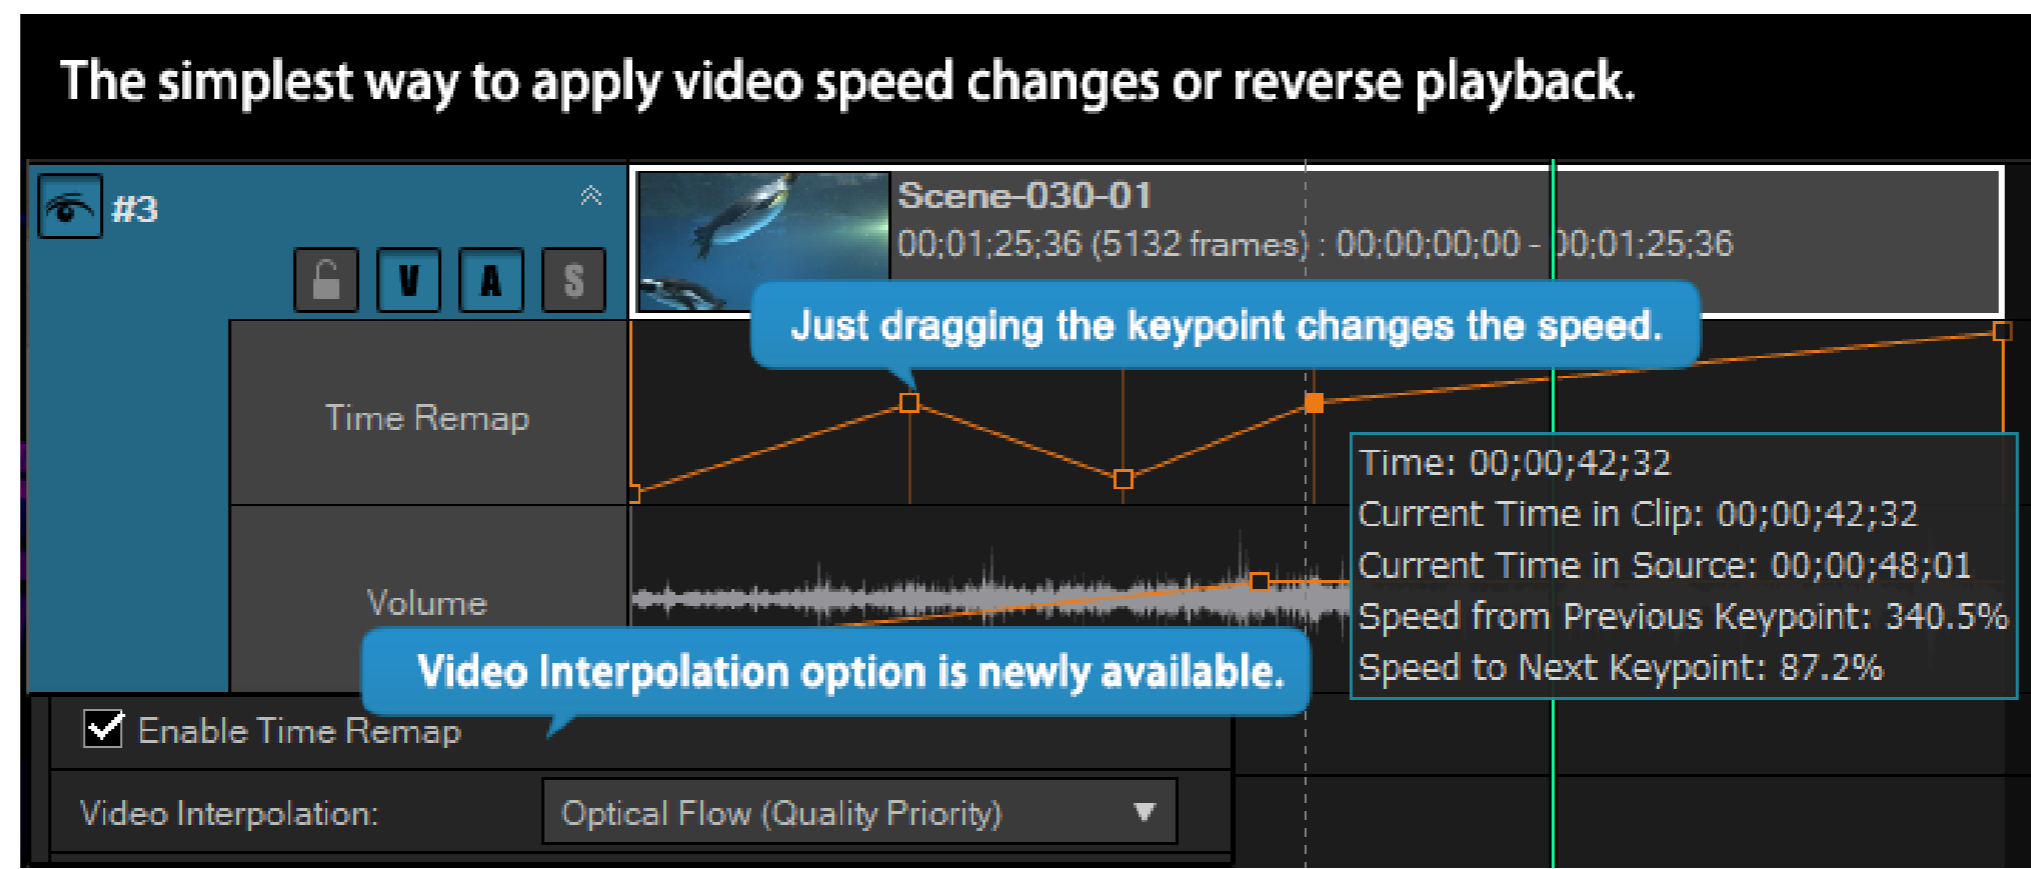 The simplest way to apply video speed changes or reverse playback.
#3
V A S
Scene-030-01
00;01;25;36 (5132 frames) : 00;00;00;00 - 00;01;25;36
Just dragging the keypoint changes the speed.
Time Remap
Time: 00;00;42;32
Current Time in Clip: 00;00;42;32
Current Time in Source: 00;00;48;01
Speed from Previous Keypoint: 340.5%
Speed to Next Keypoint: 87.2%
Volume
Video Interpolation option is newly available.
Enable Time Remap
Video Interpolation: Optical Flow (Quality Priority)